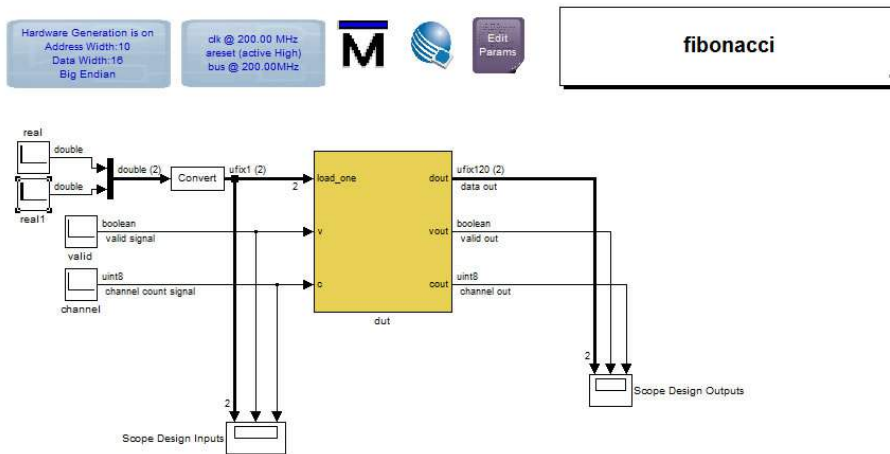 Hardware Generation is on
Address Width:10
Data Width:16
Big Endian
clk @ 200.00 MHz
areset (active High)
bus @ 200.00MHz
M
Edit
Params
fibonacci
real
double
double
real1
double (2)
Convert
ufix1 (2)
2
load_one
dout
ufix120 (2)
data out
boolean
valid signal
valid
v
vout
boolean
valid out
uint8
channel count signal
channel
c
cout
uint8
channel out
dut
2
Scope Design Inputs
2
Scope Design Outputs